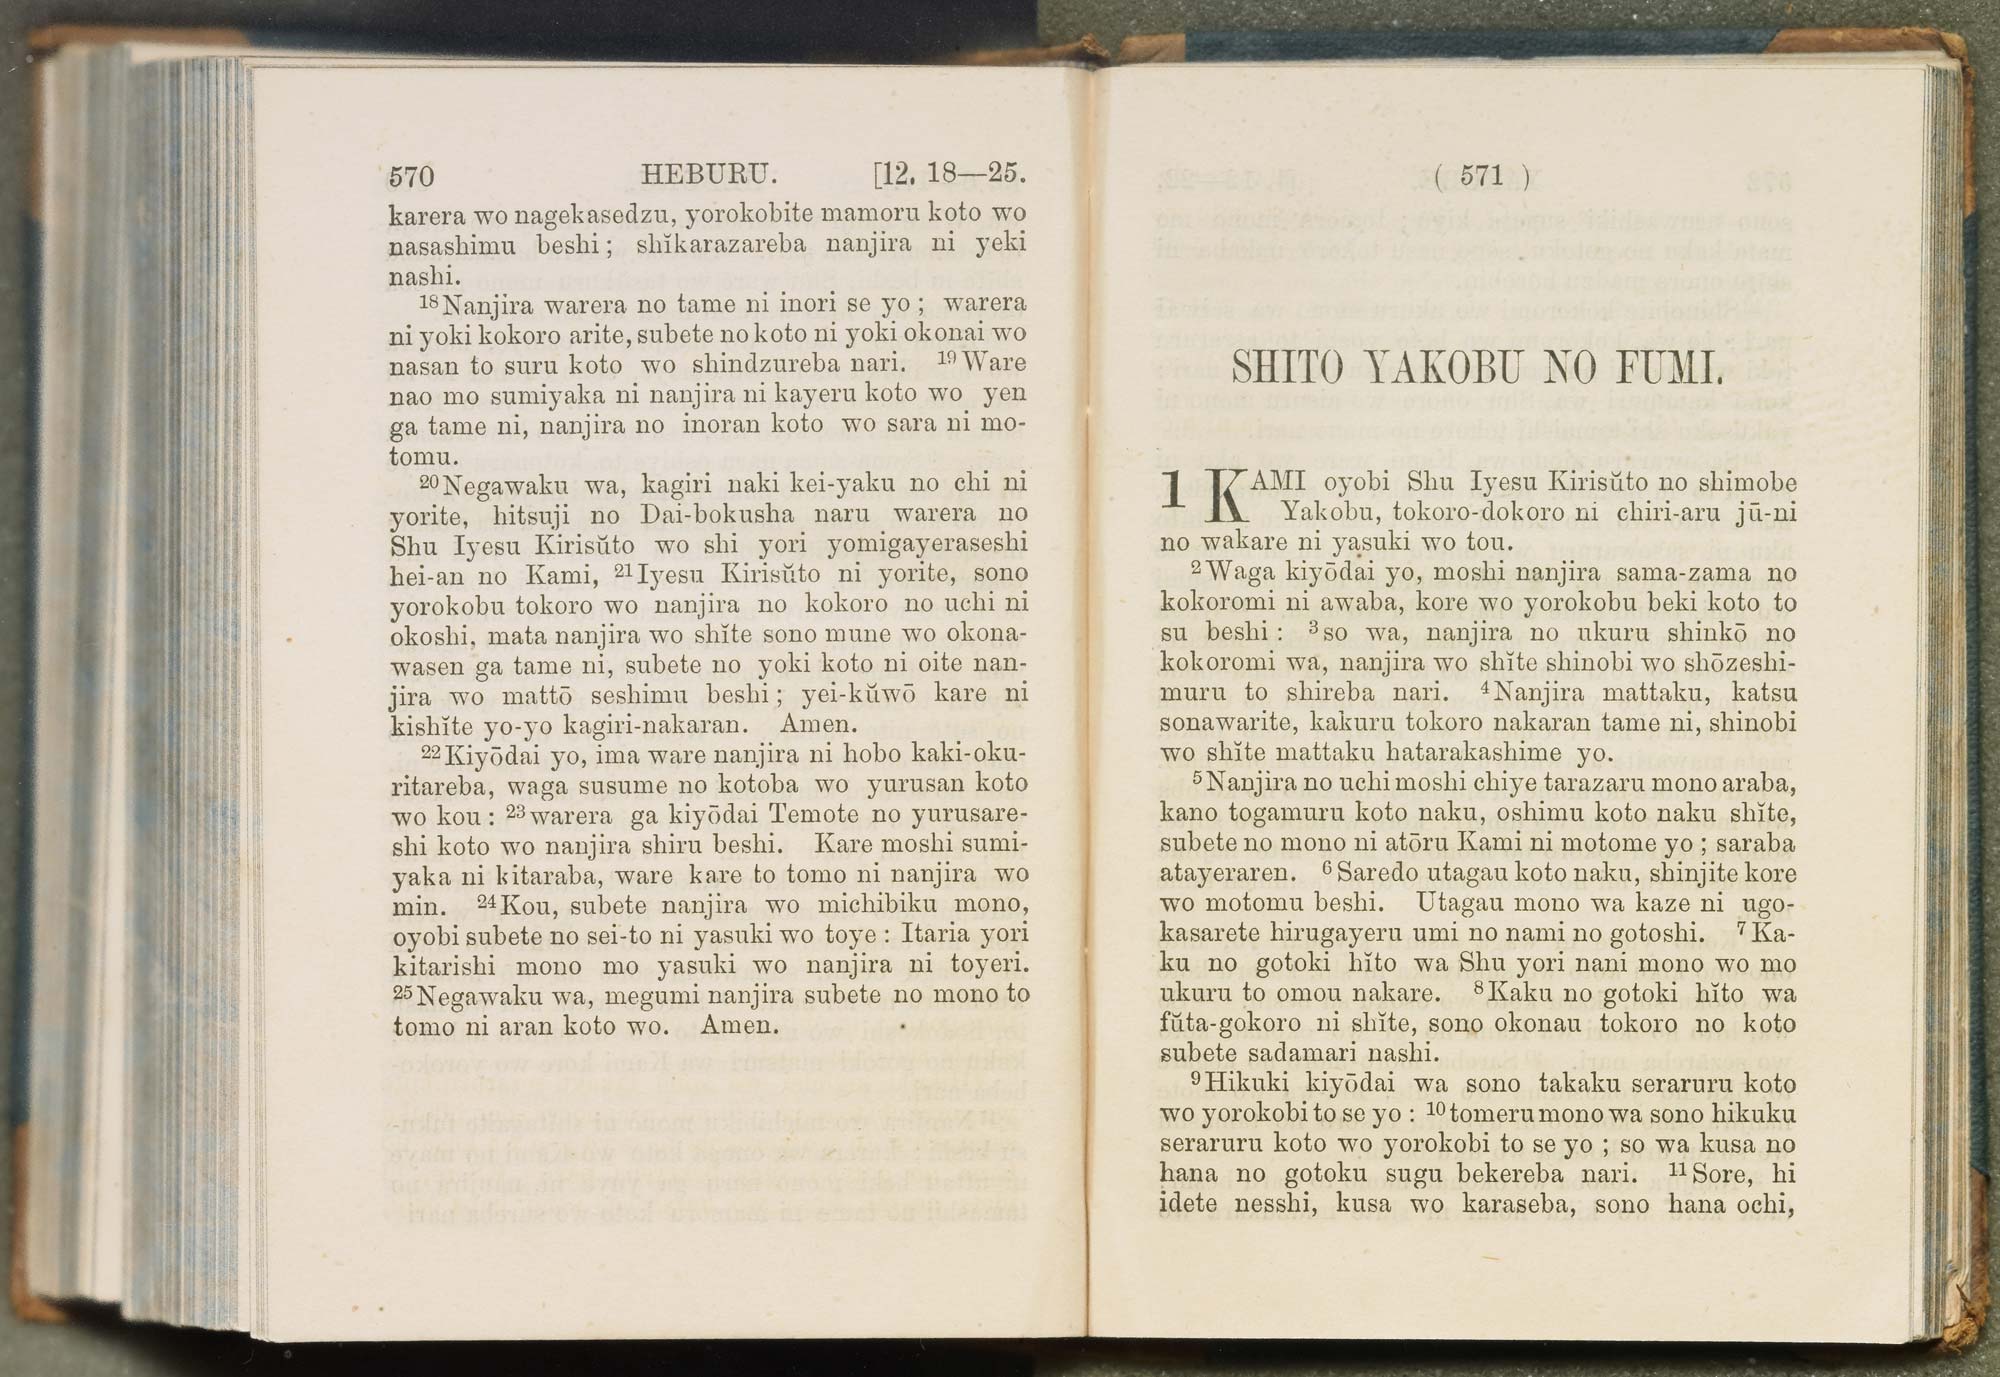 570 HEBURU. [12. 18—25.
karera wo nagekasedzu, yorokobite mamoru koto wo
nasashimu beshi; shĭkarazareba nanjira ni yeki
nashi.
18 Nanjira warera no tame ni inori se yo; warera
ni yoki kokoro arite, subete no koto ni yoki okonai wo
nasan to suru koto wo shindzureba nari. 19 Ware
nao mo sumiyaka ni nanjira ni kayeru koto wo yen
ga tame ni, nanjira no inoran koto wo sara ni mo-
tomu.
20 Negawaku wa, kagiri naki kei-yaku no chi ni
yorite, hitsuji no Dai-bokusha naru warera no
Shu Iyesu Kirisŭto wo shi yori yomigayeraseshi
hei-an no Kami, 21 Iyesu Kirisŭto ni yorite, sono
yorokobu tokoro wo nanjira no kokoro no uchi ni
okoshi, mata nanjira wo shĭte sono mune wo okona-
wasen ga tame ni, subete no yoki koto ni oite nan-
jira wo mattō seshimu beshi; yei-kŭwō kare ni
kishĭte yo-yo kagiri-nakaran. Amen.
22 Kiyōdai yo, ima ware nanjira ni hobo kaki-oku-
ritareba, waga susume no kotoba wo yurusan koto
wo kou: 23 warera ga kiyōdai Temote no yurusare-
shi koto wo nanjira shiru beshi. Kare moshi sumi-
yaka ni kitaraba, ware kare to tomo ni nanjira wo
min. 24 Kou, subete nanjira wo michibiku mono,
oyobi subete no sei-to ni yasuki wo toye: Itaria yori
kitarishi mono mo yasuki wo nanjira ni toyeri.
25 Negawaku wa, megumi nanjira subete no mono to
tomo ni aran koto wo. Amen.
( 571 )
SHITO YAKOBU NO FUMI.
1 KAMI oyobi Shu Iyesu Kirisŭto no shimobe
Yakobu, tokoro-dokoro ni chiri-aru jū-ni
no wakare ni yasuki wo tou.
2 Waga kiyōdai yo, moshi nanjira sama-zama no
kokoromi ni awaba, kore wo yorokobu beki koto to
su beshi: 3 so wa, nanjira no ukuru shinkō no
kokoromi wa, nanjira wo shĭte shinobi wo shōzeshi-
muru to shireba nari. 4 Nanjira mattaku, katsu
sonawarite, kakuru tokoro nakaran tame ni, shinobi
wo shĭte mattaku hatarakashime yo.
5 Nanjira no uchi moshi chiye tarazaru mono araba,
kano togamuru koto naku, oshimu koto naku shĭte,
subete no mono ni atōru Kami ni motome yo; saraba
atayeraren. 6 Saredo utagau koto naku, shinjite kore
wo motomu beshi. Utagau mono wa kaze ni ugo-
kasarete hirugayeru umi no nami no gotoshi. 7 Ka-
ku no gotoki hĭto wa Shu yori nani mono wo mo
ukuru to omou nakare. 8 Kaku no gotoki hĭto wa
fŭta-gokoro ni shĭte, sono okonau tokoro no koto
subete sadamari nashi.
9 Hikuki kiyōdai wa sono takaku seraruru koto
wo yorokobi to se yo: 10 tomeru mono wa sono hikuku
seraruru koto wo yorokobi to se yo; so wa kusa no
hana no gotoku sugu bekereba nari. 11 Sore, hi
idete nesshi, kusa wo karaseba, sono hana ochi,